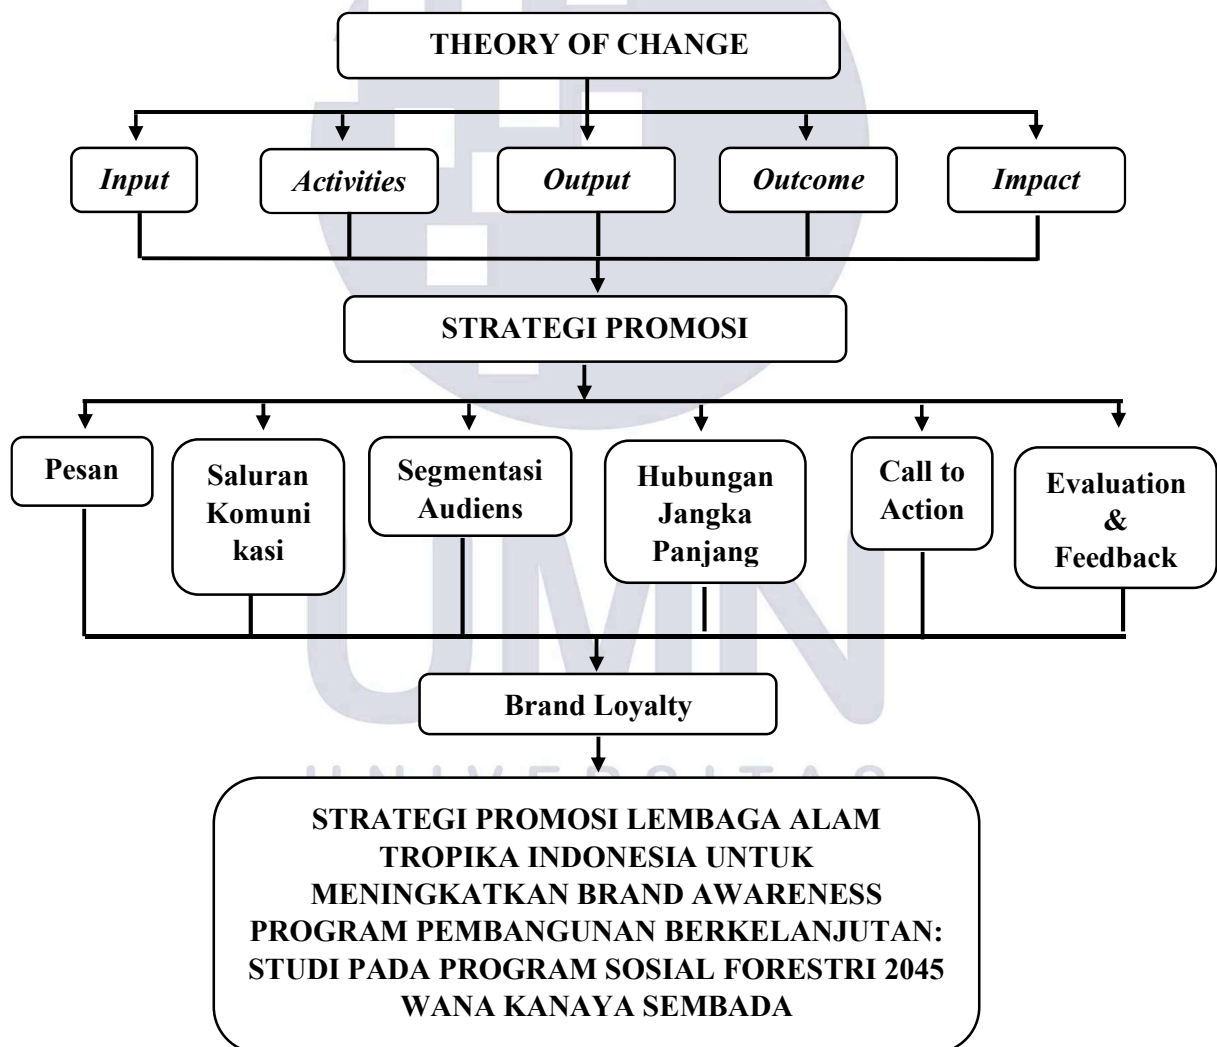 THEORY OF CHANGE
Input
Activities
Output
Outcome
Impact
STRATEGI PROMOSI
Pesan
Saluran
Komuni
kasi
Segmentasi
Audiens
Hubungan
Jangka
Panjang
Call to
Action
Evaluation
&
Feedback
UMN
Brand Loyalty
UNIVERSITAS
STRATEGI PROMOSI LEMBAGA ALAM
TROPIKA INDONESIA UNTUK
MENINGKATKAN BRAND AWARENESS
PROGRAM PEMBANGUNAN BERKELANJUTAN:
STUDI PADA PROGRAM SOSIAL FORESTRI 2045
WANA KANAYA SEMBADA